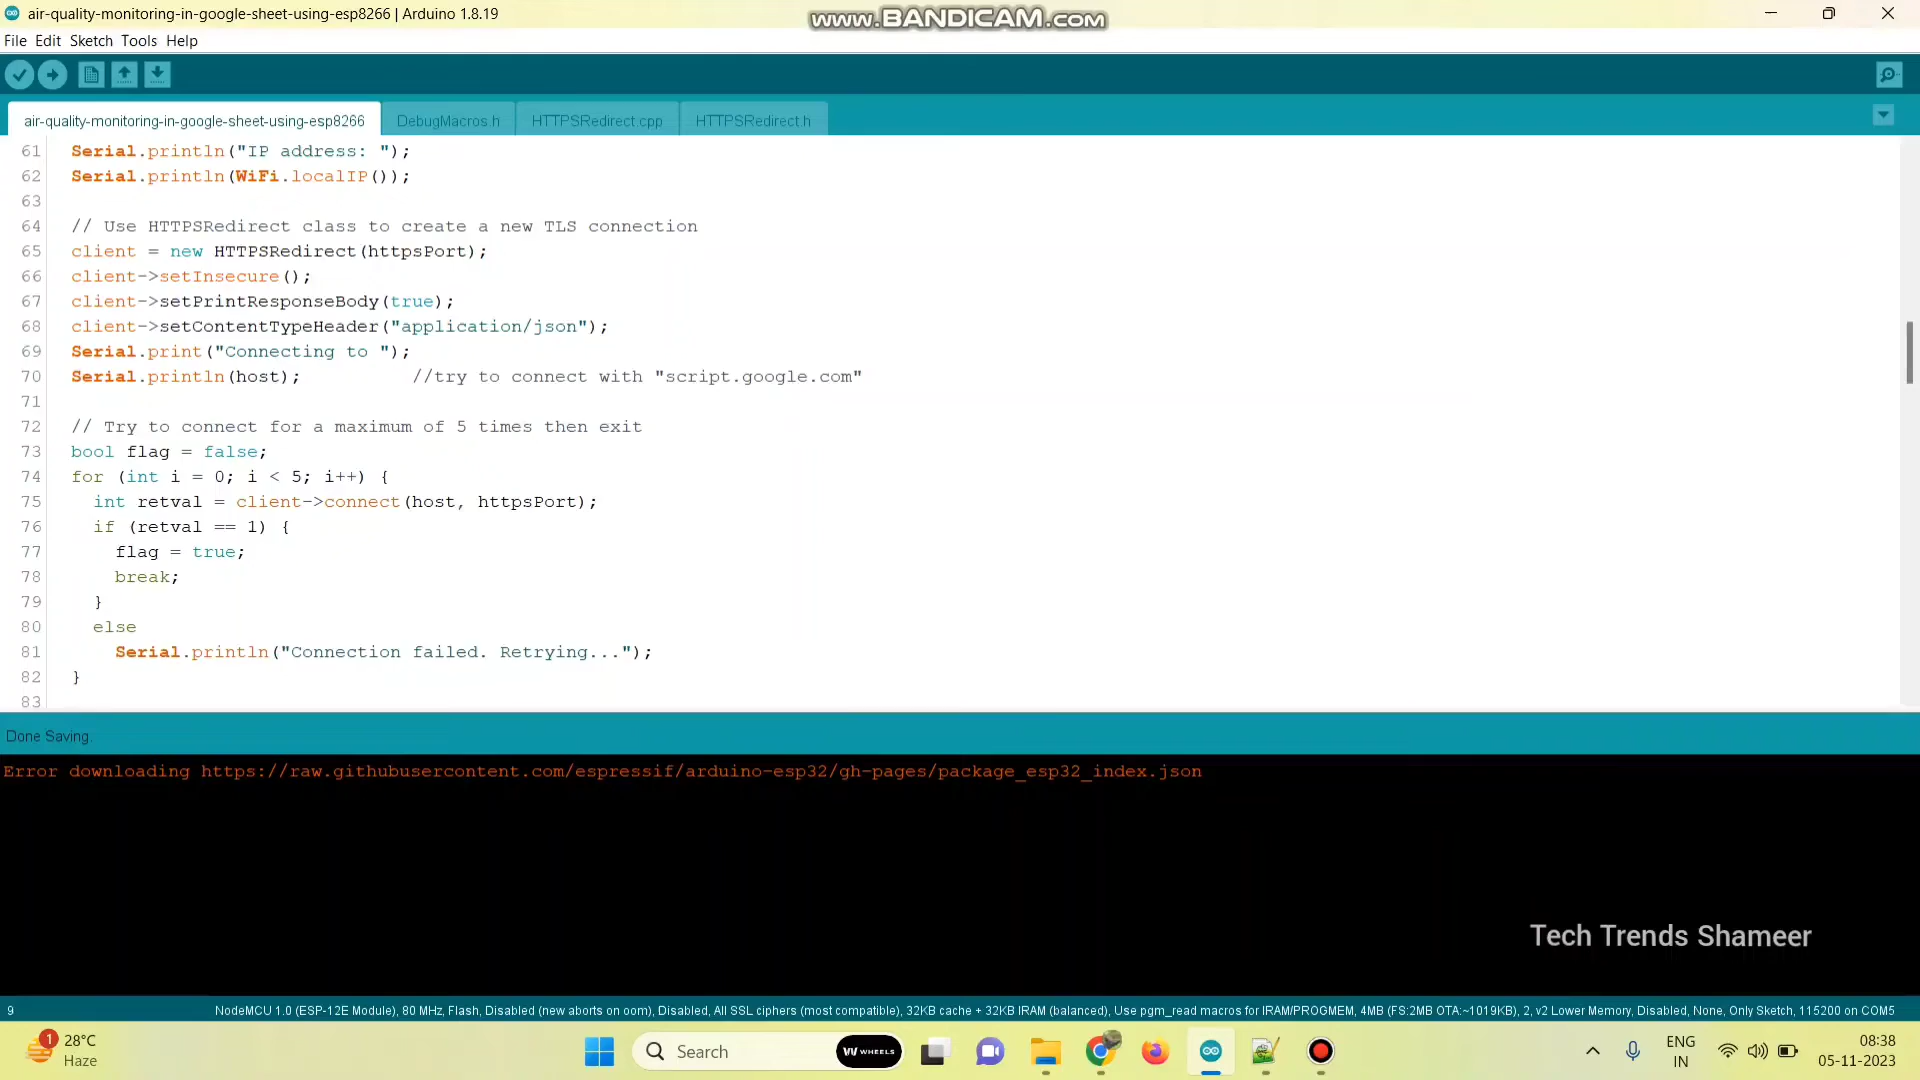 air-quality-monitoring-in-google-sheet-using-esp8266 | Arduino 1.8.19
www.BANDICAM.com
File Edit Sketch Tools Help
air-quality-monitoring-in-google-sheet-using-esp8266 DebugMacros.h HTTPSRedirect.cpp HTTPSRedirect.h
61 Serial.println("IP address: ");
62 Serial.println(WiFi.localIP());
63
64 // Use HTTPSRedirect class to create a new TLS connection
65 client = new HTTPSRedirect(httpsPort);
66 client->setInsecure();
67 client->setPrintResponseBody(true);
68 client->setContentTypeHeader("application/json");
69 Serial.print("Connecting to ");
70 Serial.println(host); //try to connect with "script.google.com"
71
72 // Try to connect for a maximum of 5 times then exit
73 bool flag = false;
74 for (int i = 0; i < 5; i++) {
75 int retval = client->connect(host, httpsPort);
76 if (retval == 1) {
77 flag = true;
78 break;
79 }
80 else
81 Serial.println("Connection failed. Retrying...");
82 }
83
Done Saving.
Error downloading https://raw.githubusercontent.com/espressif/arduino-esp32/gh-pages/package_esp32_index.json
Tech Trends Shameer
9 NodeMCU 1.0 (ESP-12E Module), 80 MHz, Flash, Disabled (new aborts on oom), Disabled, All SSL ciphers (most compatible), 32KB cache + 32KB IRAM (balanced), Use pgm_read macros for IRAM/PROGMEM, 4MB (FS:2MB OTA:~1019KB), 2, v2 Lower Memory, Disabled, None, Only Sketch, 115200 on COM5
1 28°C
Haze
Search
WHEELS
ENG
IN
08:38
05-11-2023